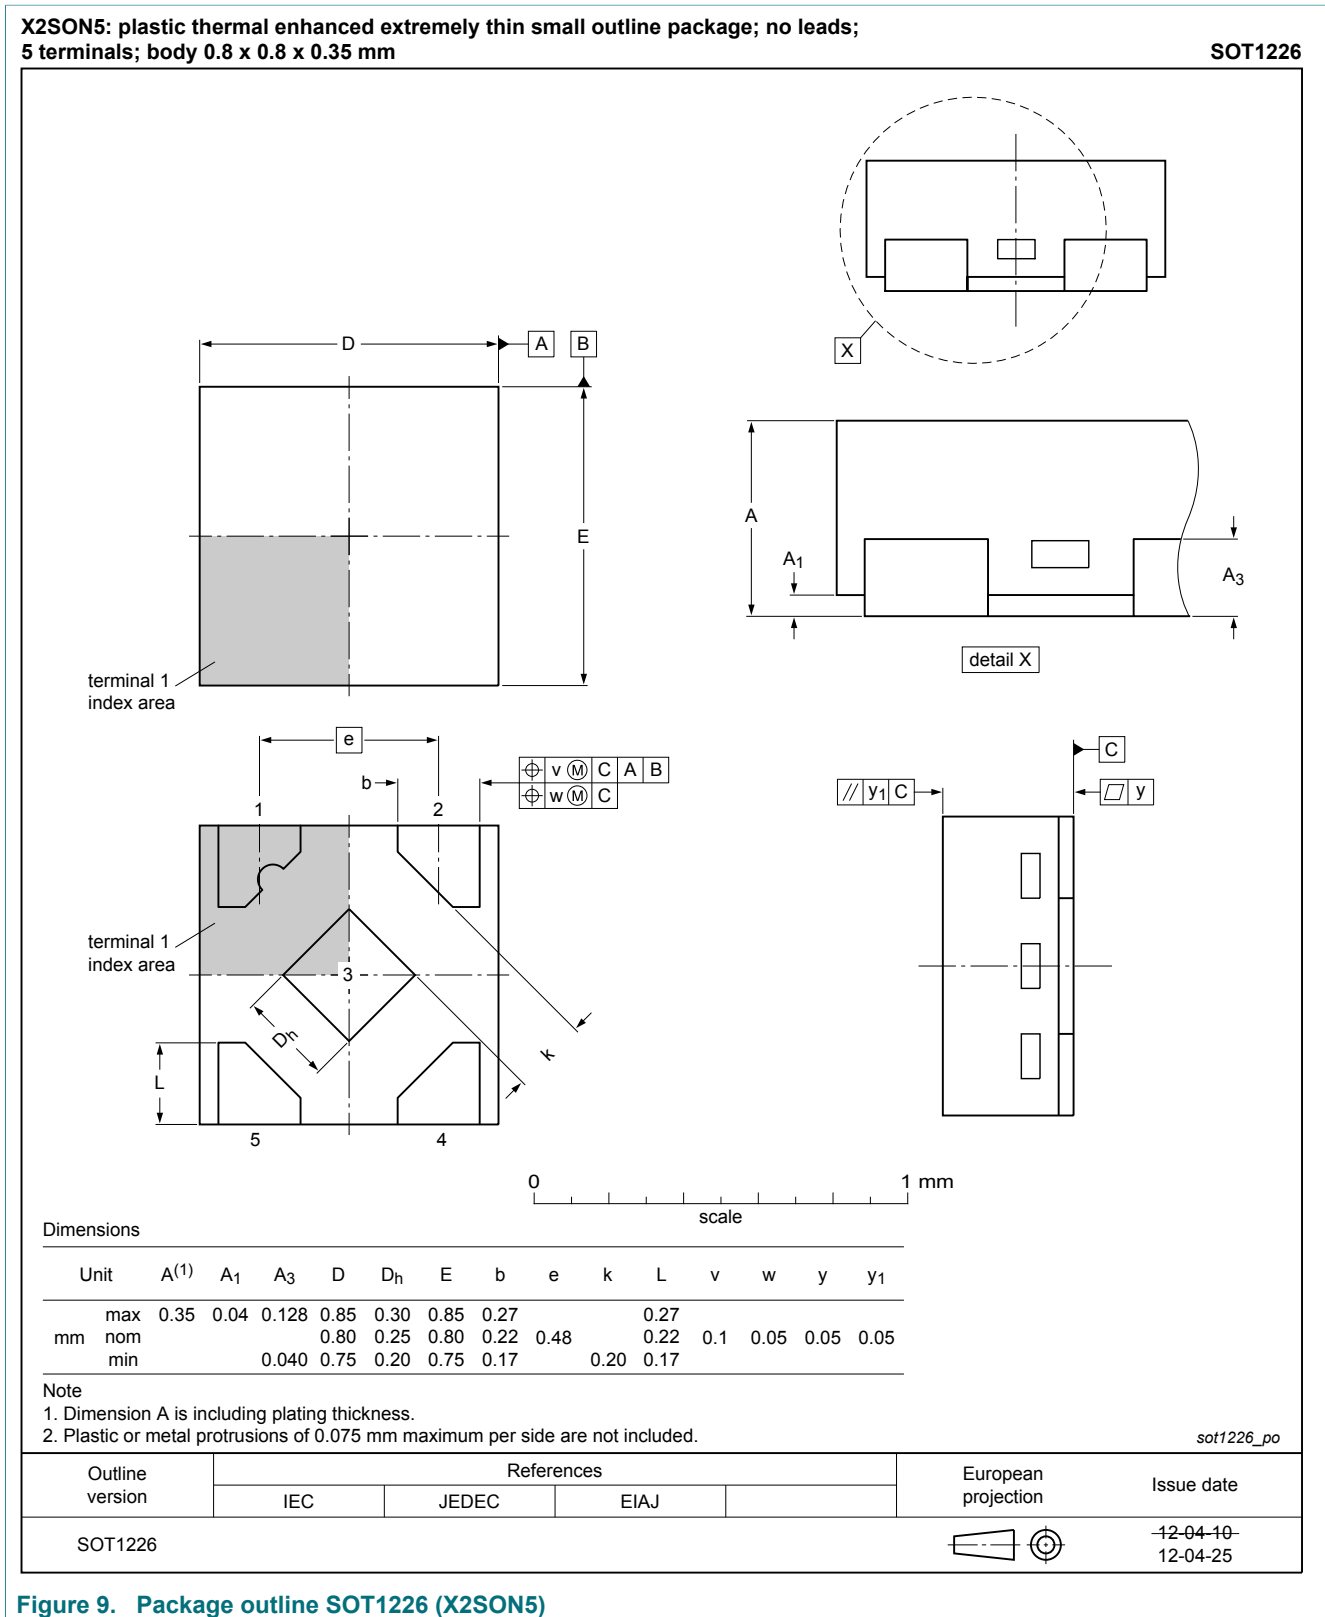 X2SON5: plastic thermal enhanced extremely thin small outline package; no leads;
5 terminals; body 0.8 x 0.8 x 0.35 mm
SOT1226
X
D
A
B
E
terminal 1
index area
A
A1
A3
detail X
e
b
v M C A B
w M C
1
2
terminal 1
index area
3
Dh
k
L
5
4
C
// y1 C
y
0
1 mm
scale
Dimensions
Unit A(1) A1 A3 D Dh E b e k L v w y y1
max 0.35 0.04 0.128 0.85 0.30 0.85 0.27 0.27
mm nom 0.80 0.25 0.80 0.22 0.48 0.22 0.1 0.05 0.05 0.05
min 0.040 0.75 0.20 0.75 0.17 0.20 0.17
Note
1. Dimension A is including plating thickness.
2. Plastic or metal protrusions of 0.075 mm maximum per side are not included.
sot1226_po
Outline
version
References
IEC
JEDEC
EIAJ
European
projection
Issue date
SOT1226
12-04-10
12-04-25
Figure 9. Package outline SOT1226 (X2SON5)